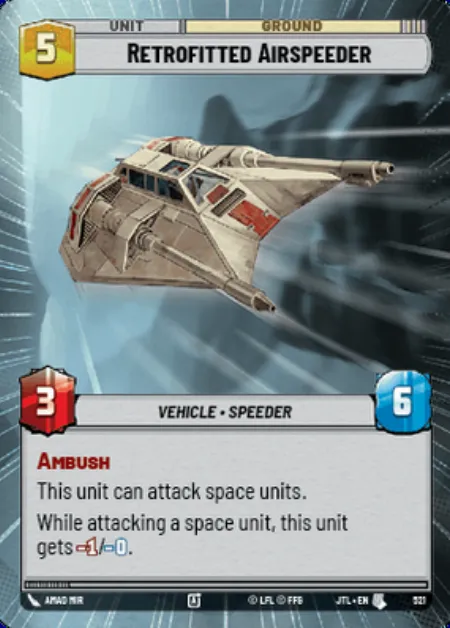 UNIT
GROUND
5
RETROFITTED AIRSPEEDER
3
6
VEHICLE • SPEEDER
AMBUSH
This unit can attack space units.
While attacking a space unit, this unit
gets -1/-0.
AMAD MIR
© LFL © FFG
JTL • EN